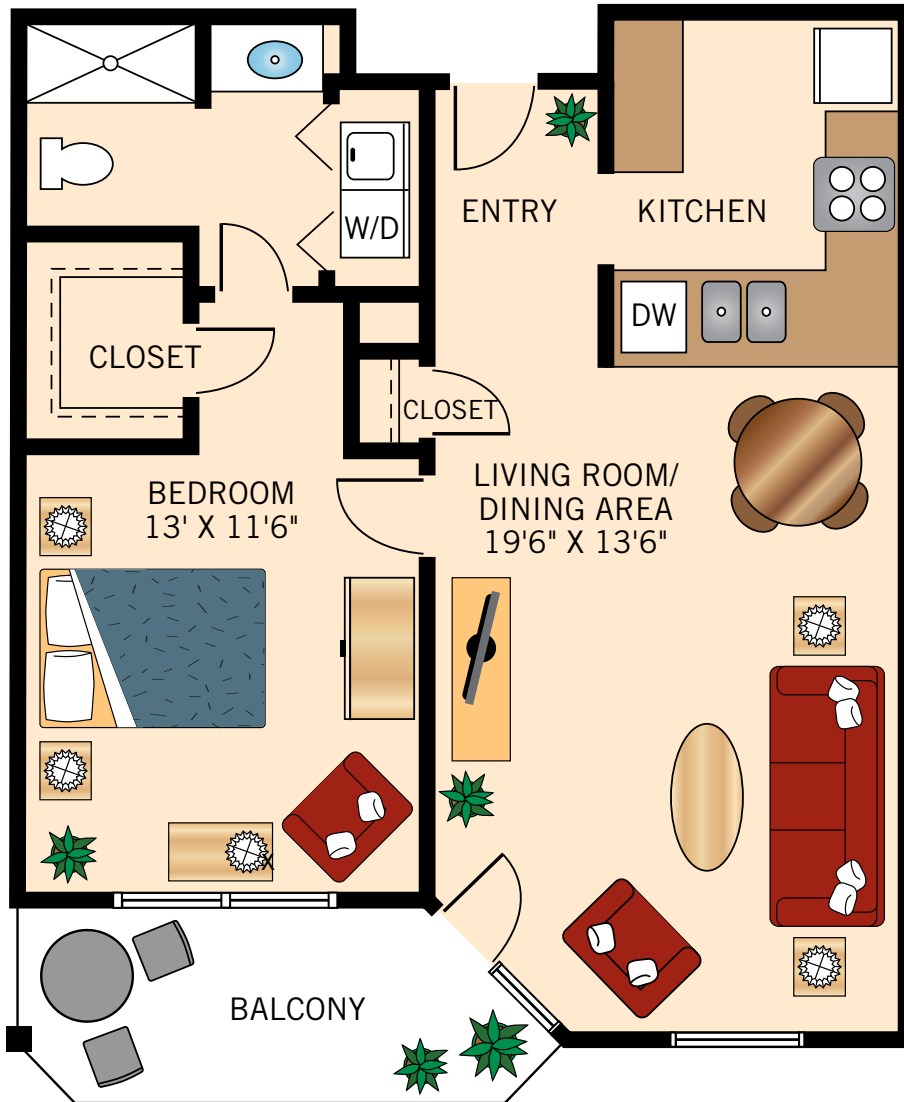 W/D
ENTRY
KITCHEN
DW
CLOSET
CLOSET
BEDROOM
13' X 11'6"
LIVING ROOM/
DINING AREA
19'6" X 13'6"
X
BALCONY